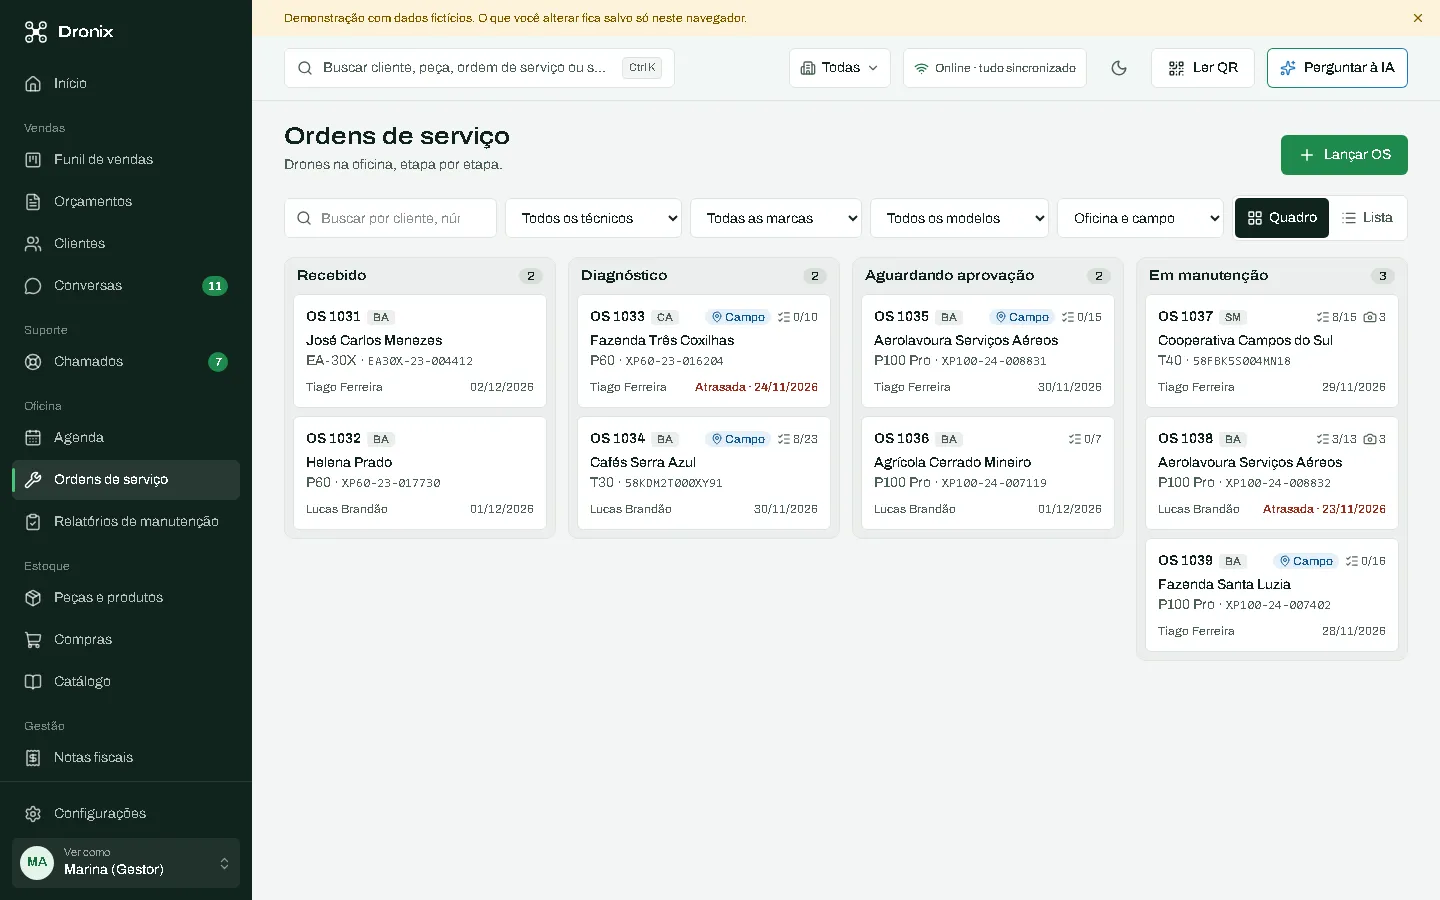 Dronix
Início
Vendas
Funil de vendas
Orçamentos
Clientes
Conversas 11
Suporte
Chamados 7
Oficina
Agenda
Ordens de serviço
Relatórios de manutenção
Estoque
Peças e produtos
Compras
Catálogo
Gestão
Notas fiscais
Configurações
MA
Ver como
Marina (Gestor)
Demonstração com dados fictícios. O que você alterar fica salvo só neste navegador.
Buscar cliente, peça, ordem de serviço ou s... Ctrl K
Todas
Online · tudo sincronizado
Ler QR
Perguntar à IA
Ordens de serviço
Drones na oficina, etapa por etapa.
Lançar OS
Buscar por cliente, núr
Todos os técnicos
Todas as marcas
Todos os modelos
Oficina e campo
Quadro
Lista
Recebido 2
OS 1031 BA
José Carlos Menezes
EA-30X · EA30X-23-004412
Tiago Ferreira 02/12/2026
OS 1032 BA
Helena Prado
P60 · XP60-23-017730
Lucas Brandão 01/12/2026
Diagnóstico 2
OS 1033 CA Campo 0/10
Fazenda Três Coxilhas
P60 · XP60-23-016204
Tiago Ferreira Atrasada · 24/11/2026
OS 1034 BA Campo 8/23
Cafés Serra Azul
T30 · 58KDM2T000XY91
Lucas Brandão 30/11/2026
Aguardando aprovação 2
OS 1035 BA Campo 0/15
Aerolavoura Serviços Aéreos
P100 Pro · XP100-24-008831
Tiago Ferreira 30/11/2026
OS 1036 BA 0/7
Agrícola Cerrado Mineiro
P100 Pro · XP100-24-007119
Lucas Brandão 01/12/2026
Em manutenção 3
OS 1037 SM 8/15 3
Cooperativa Campos do Sul
T40 · 58FBK5S004MN18
Tiago Ferreira 29/11/2026
OS 1038 BA 3/13 3
Aerolavoura Serviços Aéreos
P100 Pro · XP100-24-008832
Lucas Brandão Atrasada · 23/11/2026
OS 1039 BA Campo 0/16
Fazenda Santa Luzia
P100 Pro · XP100-24-007402
Tiago Ferreira 28/11/2026